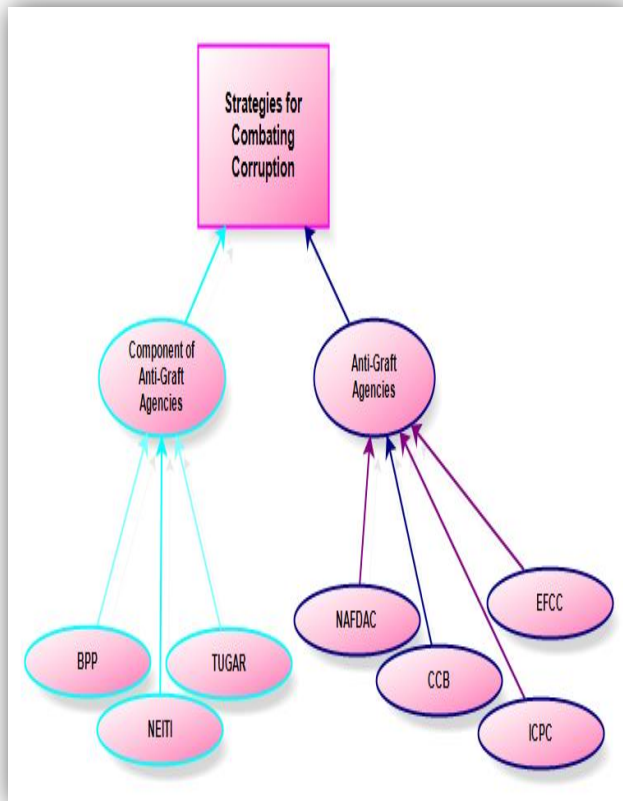 Strategies for
Combating
Corruption
Component of
Anti-Graft
Agencies
Anti-Graft
Agencies
BPP
NEITI
TUGAR
NAFDAC
CCB
ICPC
EFCC